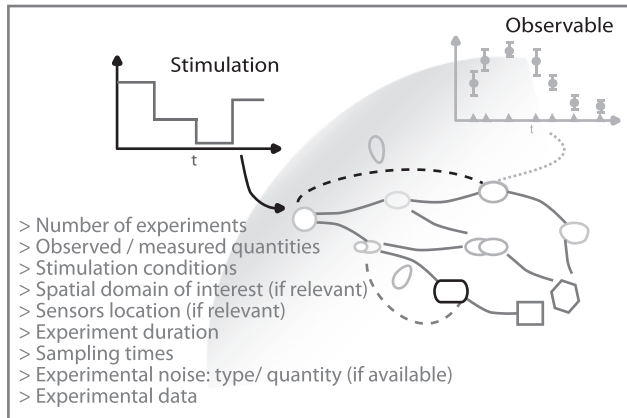 Observable
Stimulation
t
t
> Number of experiments
> Observed / measured quantities
> Stimulation conditions
> Spatial domain of interest (if relevant)
> Sensors location (if relevant)
> Experiment duration
> Sampling times
> Experimental noise: type/ quantity (if available)
> Experimental data